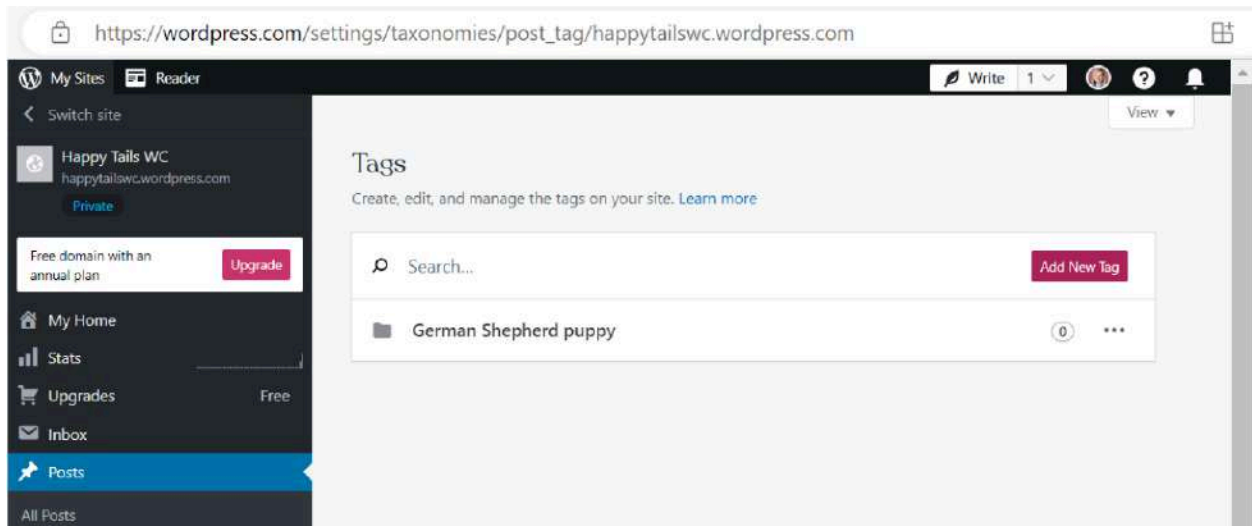 https://wordpress.com/settings/taxonomies/post_tag/happytailswc.wordpress.com
My Sites Reader Write 1
Switch site
View
Happy Tails WC
happytailswc.wordpress.com
Private
Free domain with an
annual plan
Upgrade
My Home
Stats
Upgrades Free
Inbox
Posts
All Posts
Tags
Create, edit, and manage the tags on your site. Learn more
Search...
Add New Tag
German Shepherd puppy 0